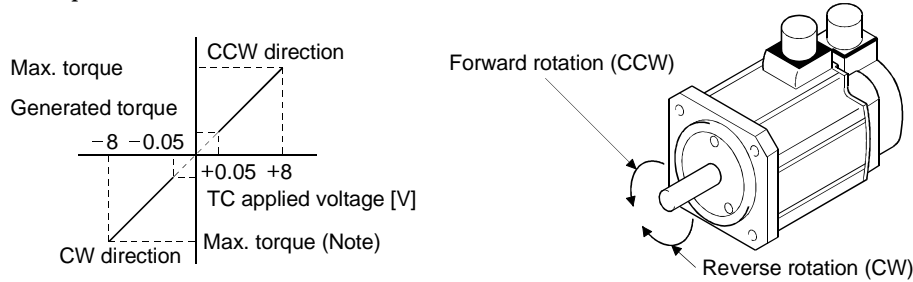 CCW direction
Max. torque
Generated torque
−8 −0.05
+0.05 +8
TC applied voltage [V]
Max. torque (Note)
CW direction
Forward rotation (CCW)
Reverse rotation (CW)